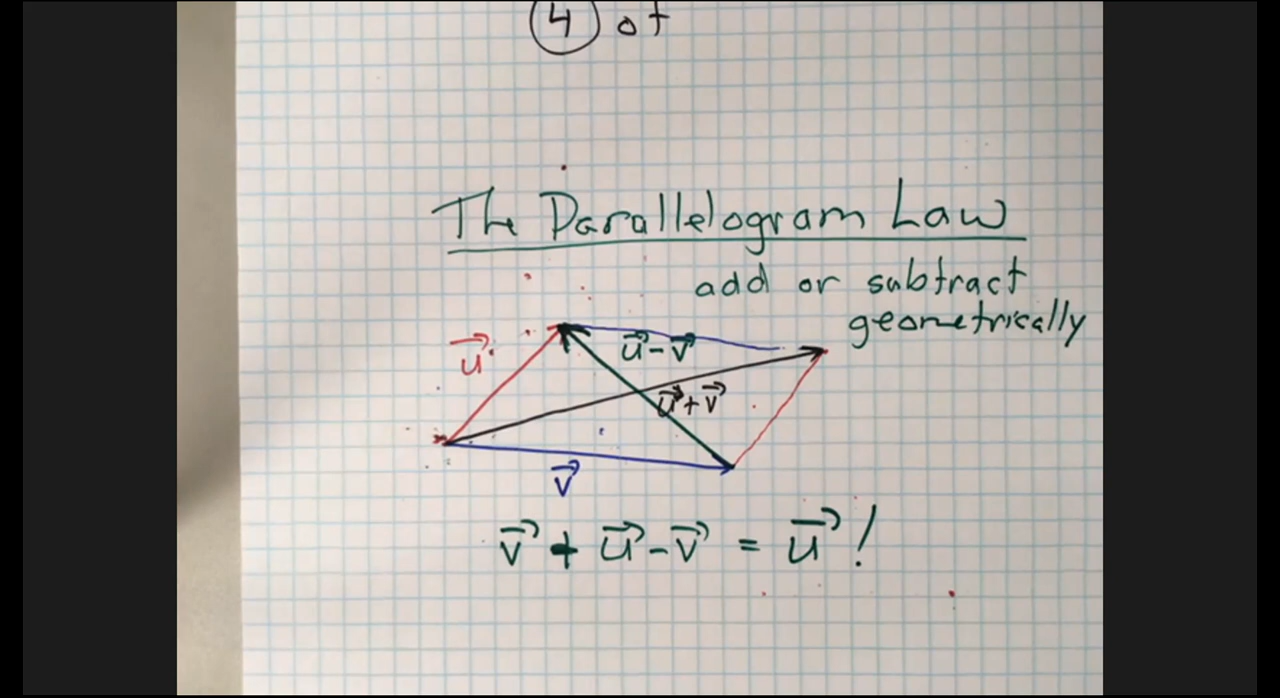 ④ of
The Parallelogram Law
add or subtract
geometrically
u⃗
u⃗ - v⃗
u⃗ + v⃗
v⃗
v⃗ + u⃗ - v⃗ = u⃗ !